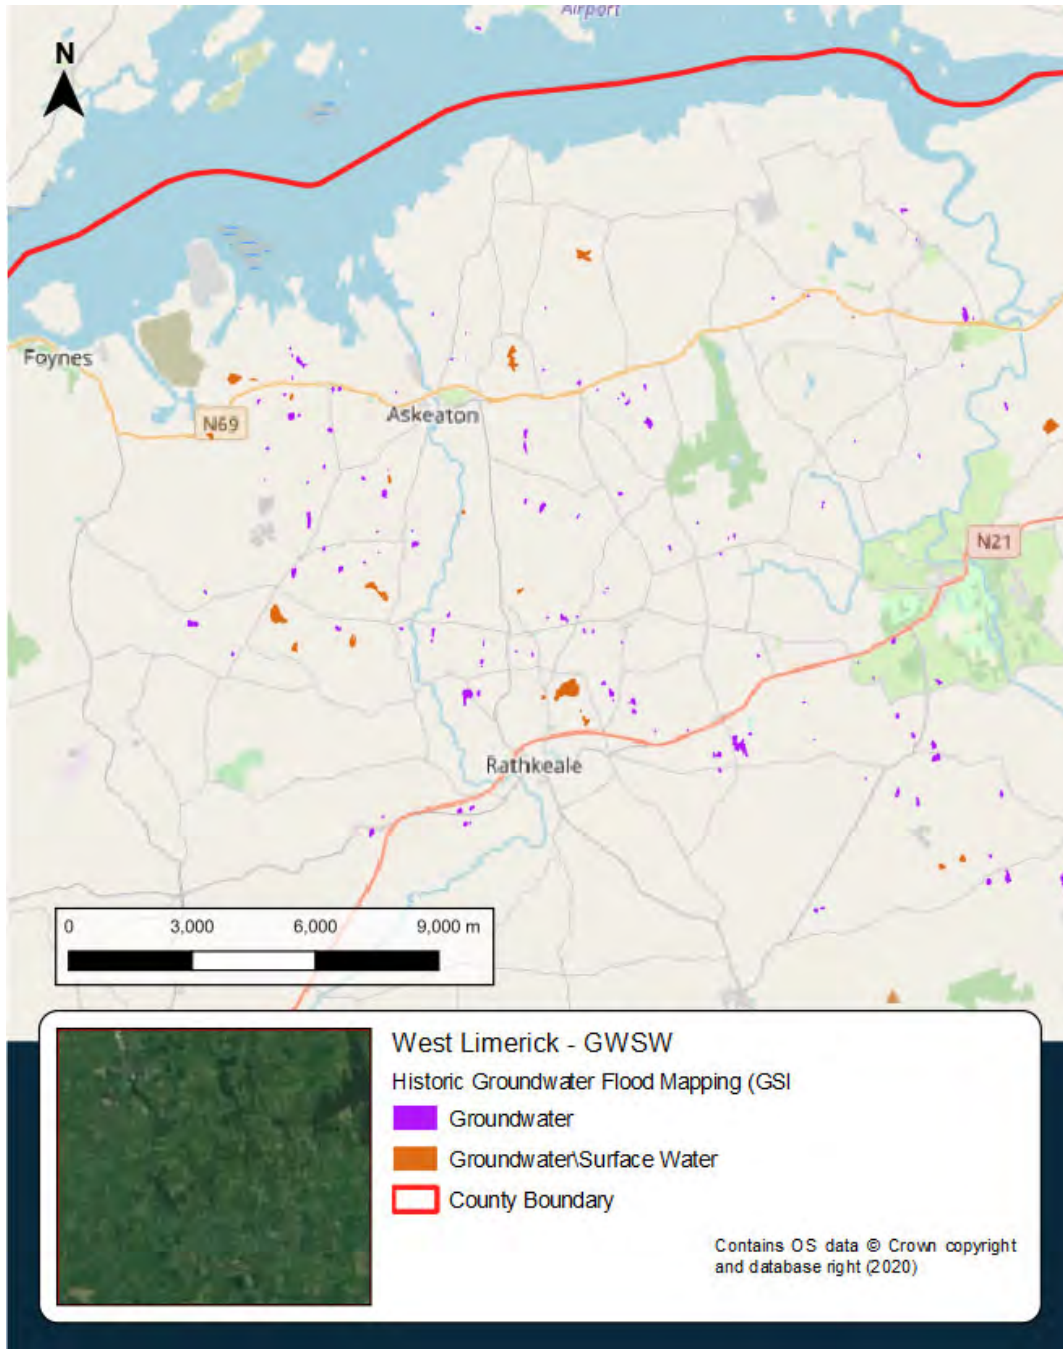 Airport
N
Foynes
N69
Askeaton
N21
Rathkeale
0 3,000 6,000 9,000 m
West Limerick - GWSW
Historic Groundwater Flood Mapping (GSI
Groundwater
Groundwater\Surface Water
County Boundary
Contains OS data © Crown copyright
and database right (2020)